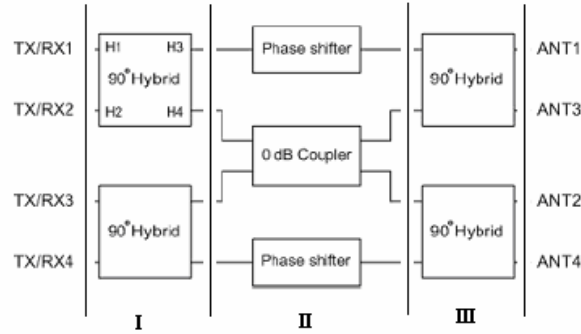 TX/RX1 H1 H3 Phase shifter ANT1
90°Hybrid 90°Hybrid
TX/RX2 H2 H4 ANT3
0 dB Coupler
TX/RX3 ANT2
90°Hybrid 90°Hybrid
TX/RX4 Phase shifter ANT4
I II III